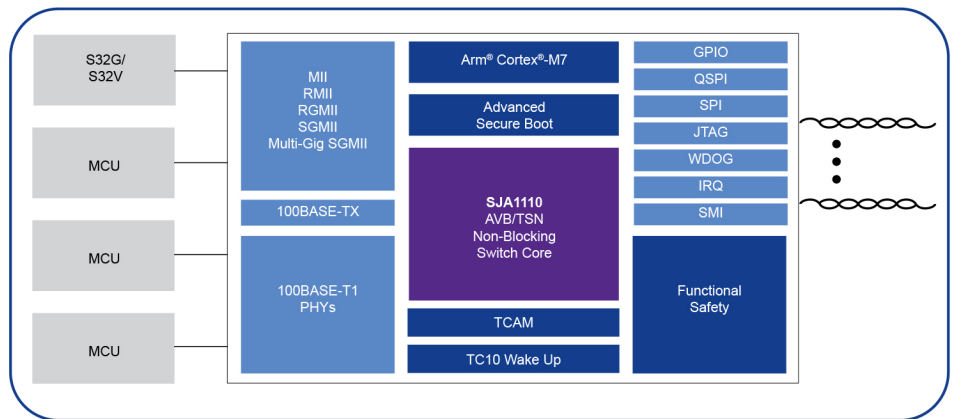 S32G/
S32V
MCU
MCU
MCU
MII
RMII
RGMII
SGMII
Multi-Gig SGMII
100BASE-TX
100BASE-T1
PHYs
Arm® Cortex®-M7
Advanced
Secure Boot
SJA1110
AVB/TSN
Non-Blocking
Switch Core
TCAM
TC10 Wake Up
GPIO
QSPI
SPI
JTAG
WDOG
IRQ
SMI
Functional
Safety